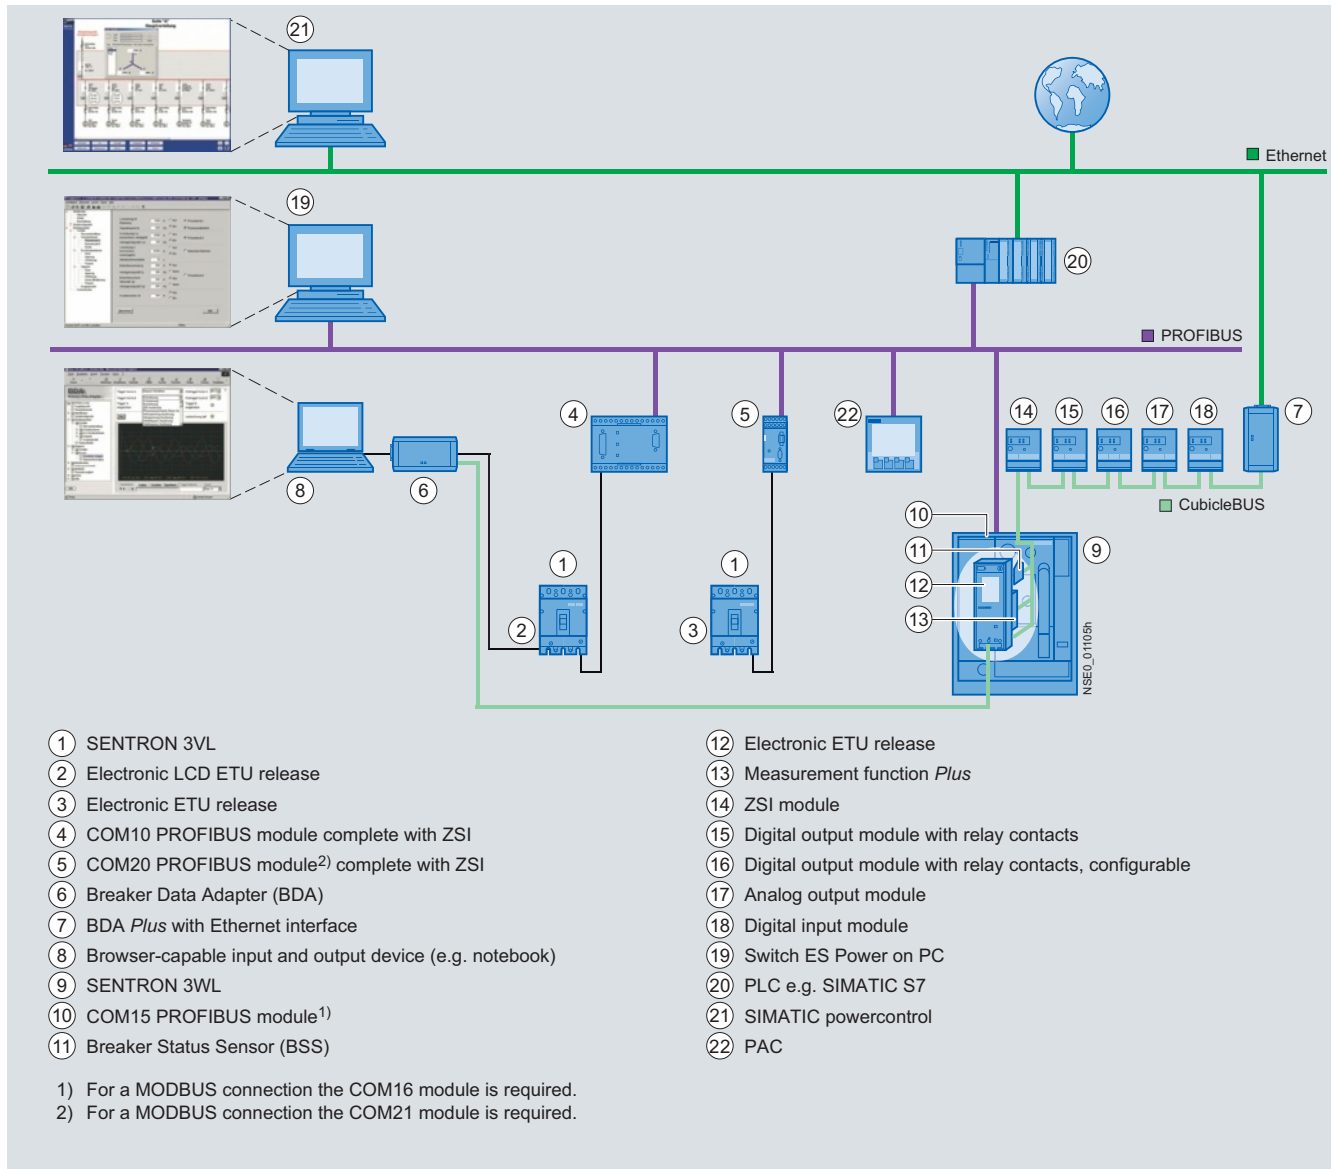 21
Ethernet
19
20
PROFIBUS
BDA
4
5
22
14
15
16
17
18
7
8
6
CubicleBUS
10
11
9
12
13
1
1
2
3
NSE0_01105h
1 SENTRON 3VL
2 Electronic LCD ETU release
3 Electronic ETU release
4 COM10 PROFIBUS module complete with ZSI
5 COM20 PROFIBUS module2) complete with ZSI
6 Breaker Data Adapter (BDA)
7 BDA Plus with Ethernet interface
8 Browser-capable input and output device (e.g. notebook)
9 SENTRON 3WL
10 COM15 PROFIBUS module1)
11 Breaker Status Sensor (BSS)
12 Electronic ETU release
13 Measurement function Plus
14 ZSI module
15 Digital output module with relay contacts
16 Digital output module with relay contacts, configurable
17 Analog output module
18 Digital input module
19 Switch ES Power on PC
20 PLC e.g. SIMATIC S7
21 SIMATIC powercontrol
22 PAC
1) For a MODBUS connection the COM16 module is required.
2) For a MODBUS connection the COM21 module is required.